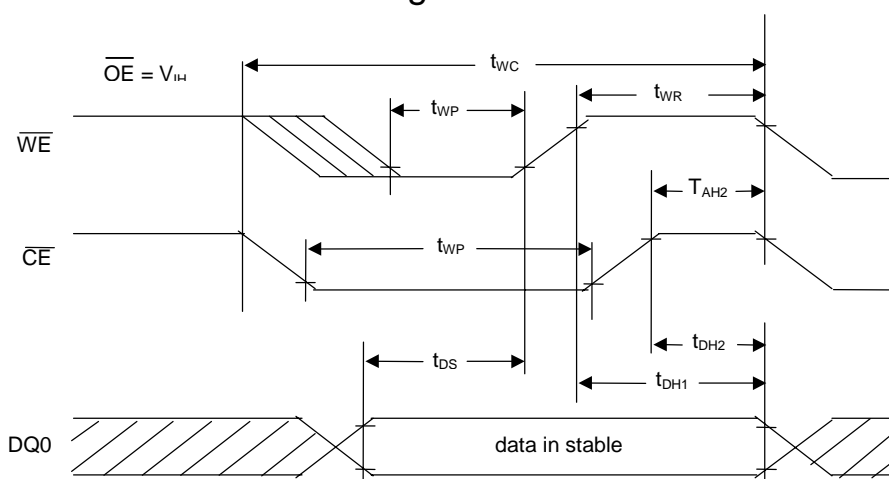 OE = VIH
tWC
tWP
tWR
WE
TAH2
tWP
CE
tDH2
tDS
tDH1
DQ0
data in stable